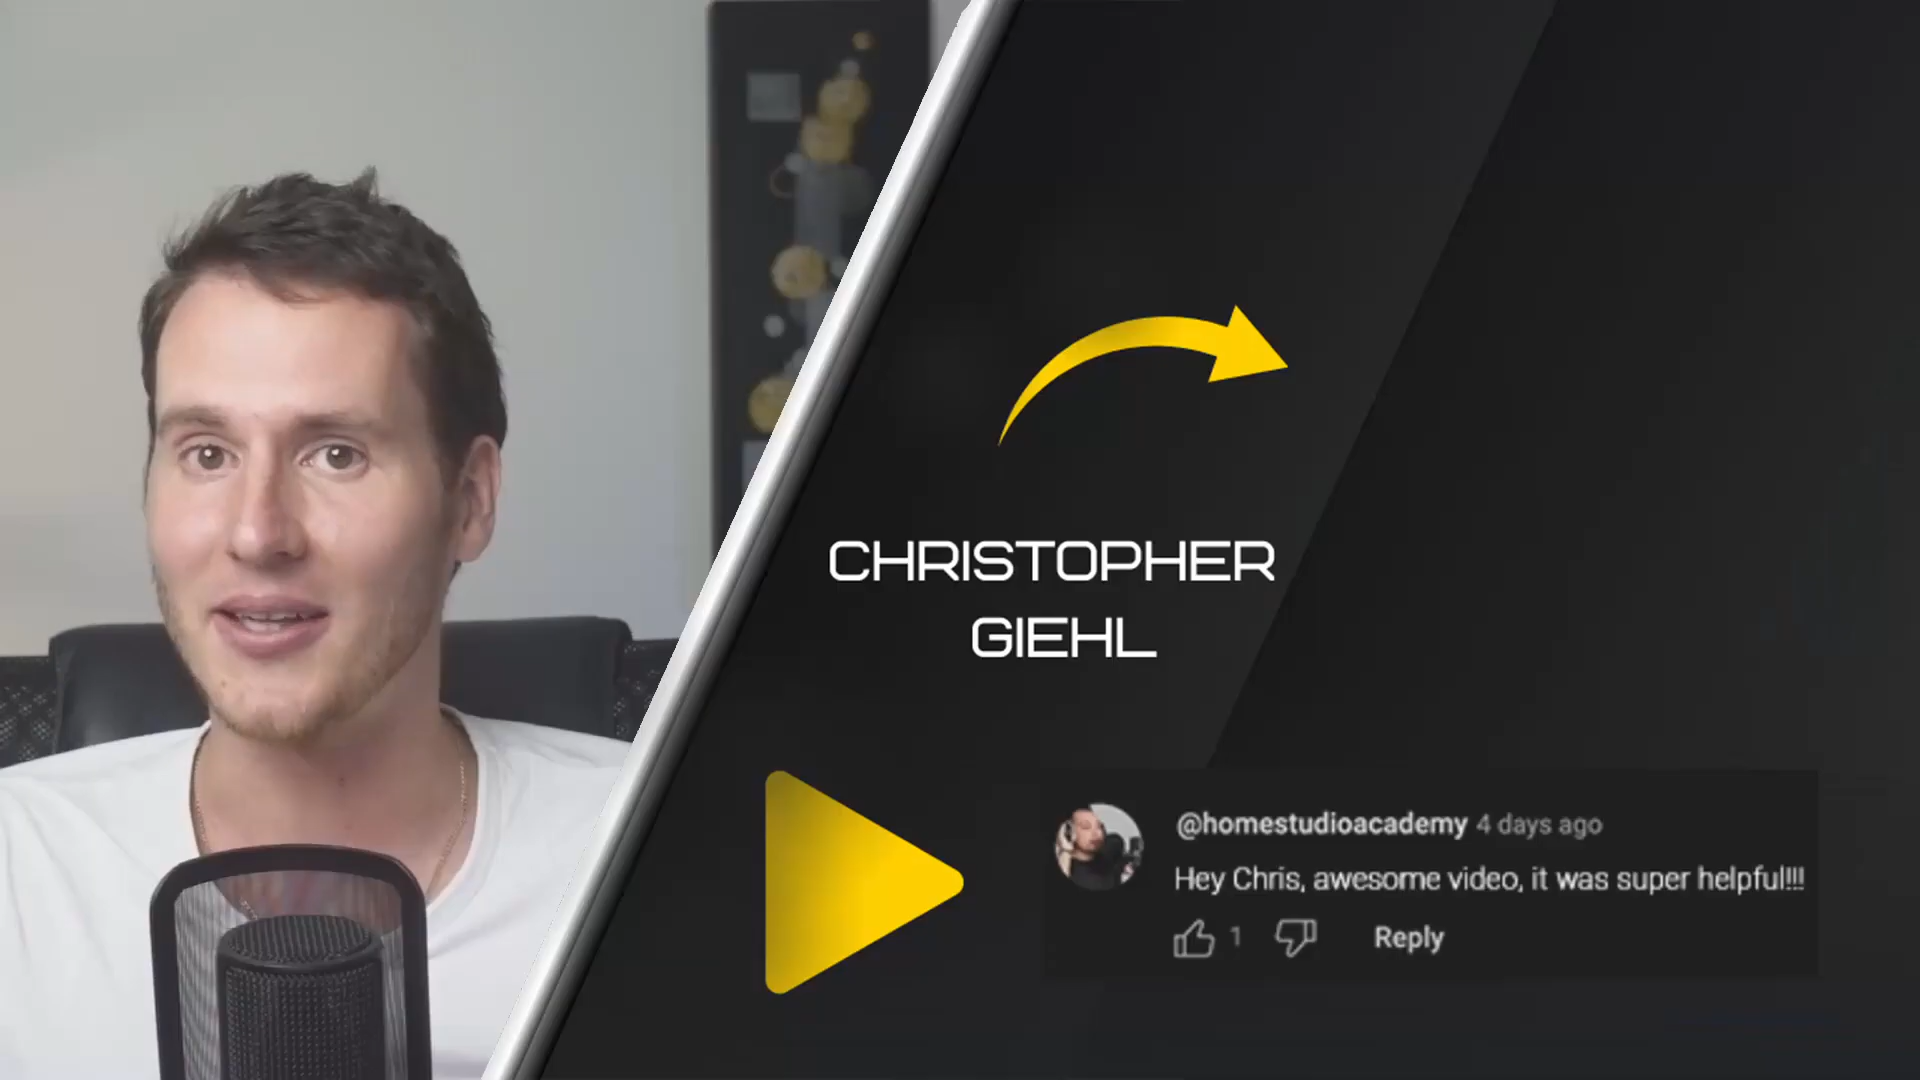 CHRISTOPHER
GIEHL
@homestudioacademy 4 days ago
Hey Chris, awesome video, it was super helpful!!!
1
Reply